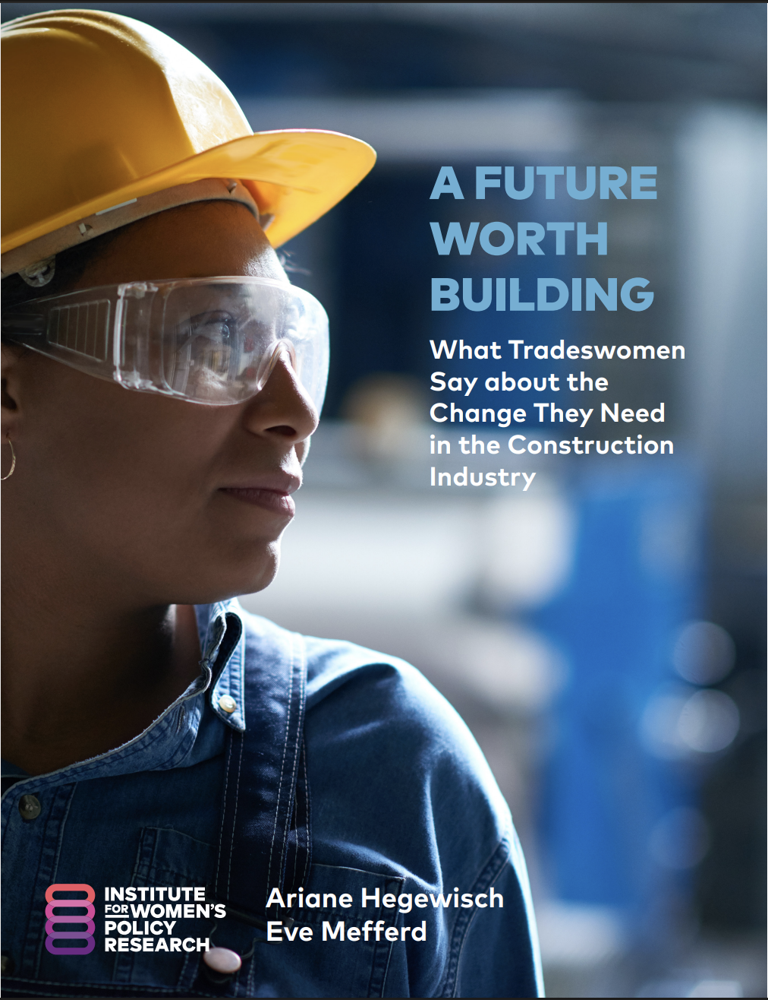 A FUTURE
WORTH
BUILDING
What Tradeswomen
Say about the
Change They Need
in the Construction
Industry
INSTITUTE
FOR WOMEN'S
POLICY
RESEARCH
Ariane Hegewisch
Eve Mefferd